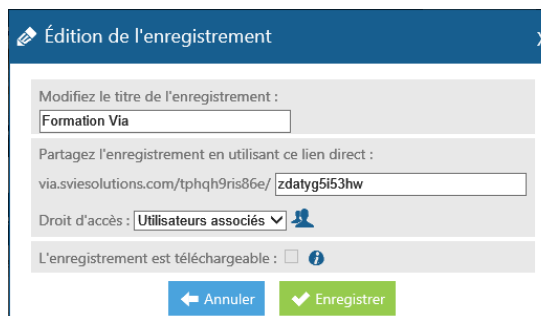 Édition de l'enregistrement
Modifiez le titre de l'enregistrement :
Formation Via
Partagez l'enregistrement en utilisant ce lien direct :
via.sviesolutions.com/tphqh9ris86e/ zdatyg5i53hw
Droit d'accès : Utilisateurs associés
L'enregistrement est téléchargeable :
Annuler Enregistrer